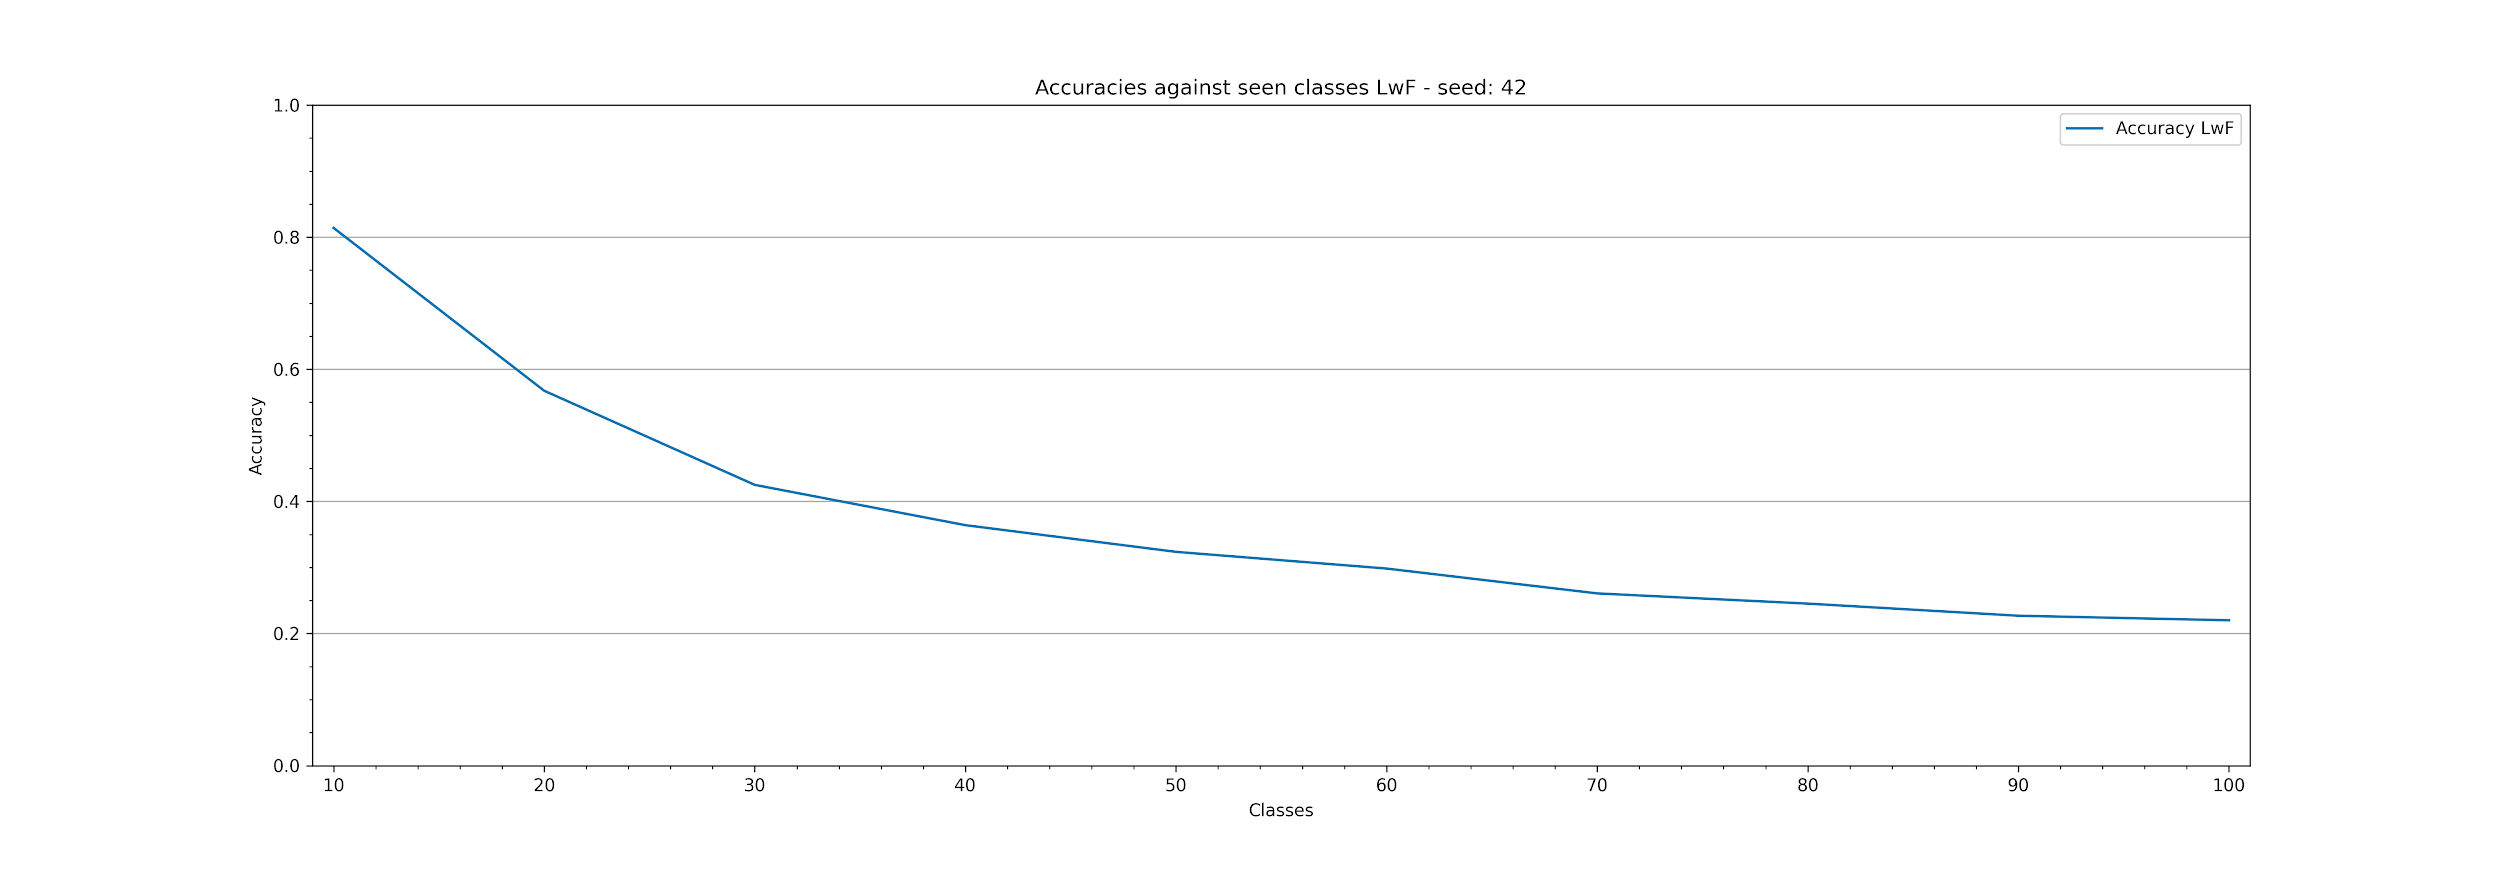 Accuracies against seen classes LwF - seed: 42
1.0
Accuracy LwF
0.8
0.6
Accuracy
0.4
0.2
0.0
10 20 30 40 50 60 70 80 90 100
Classes